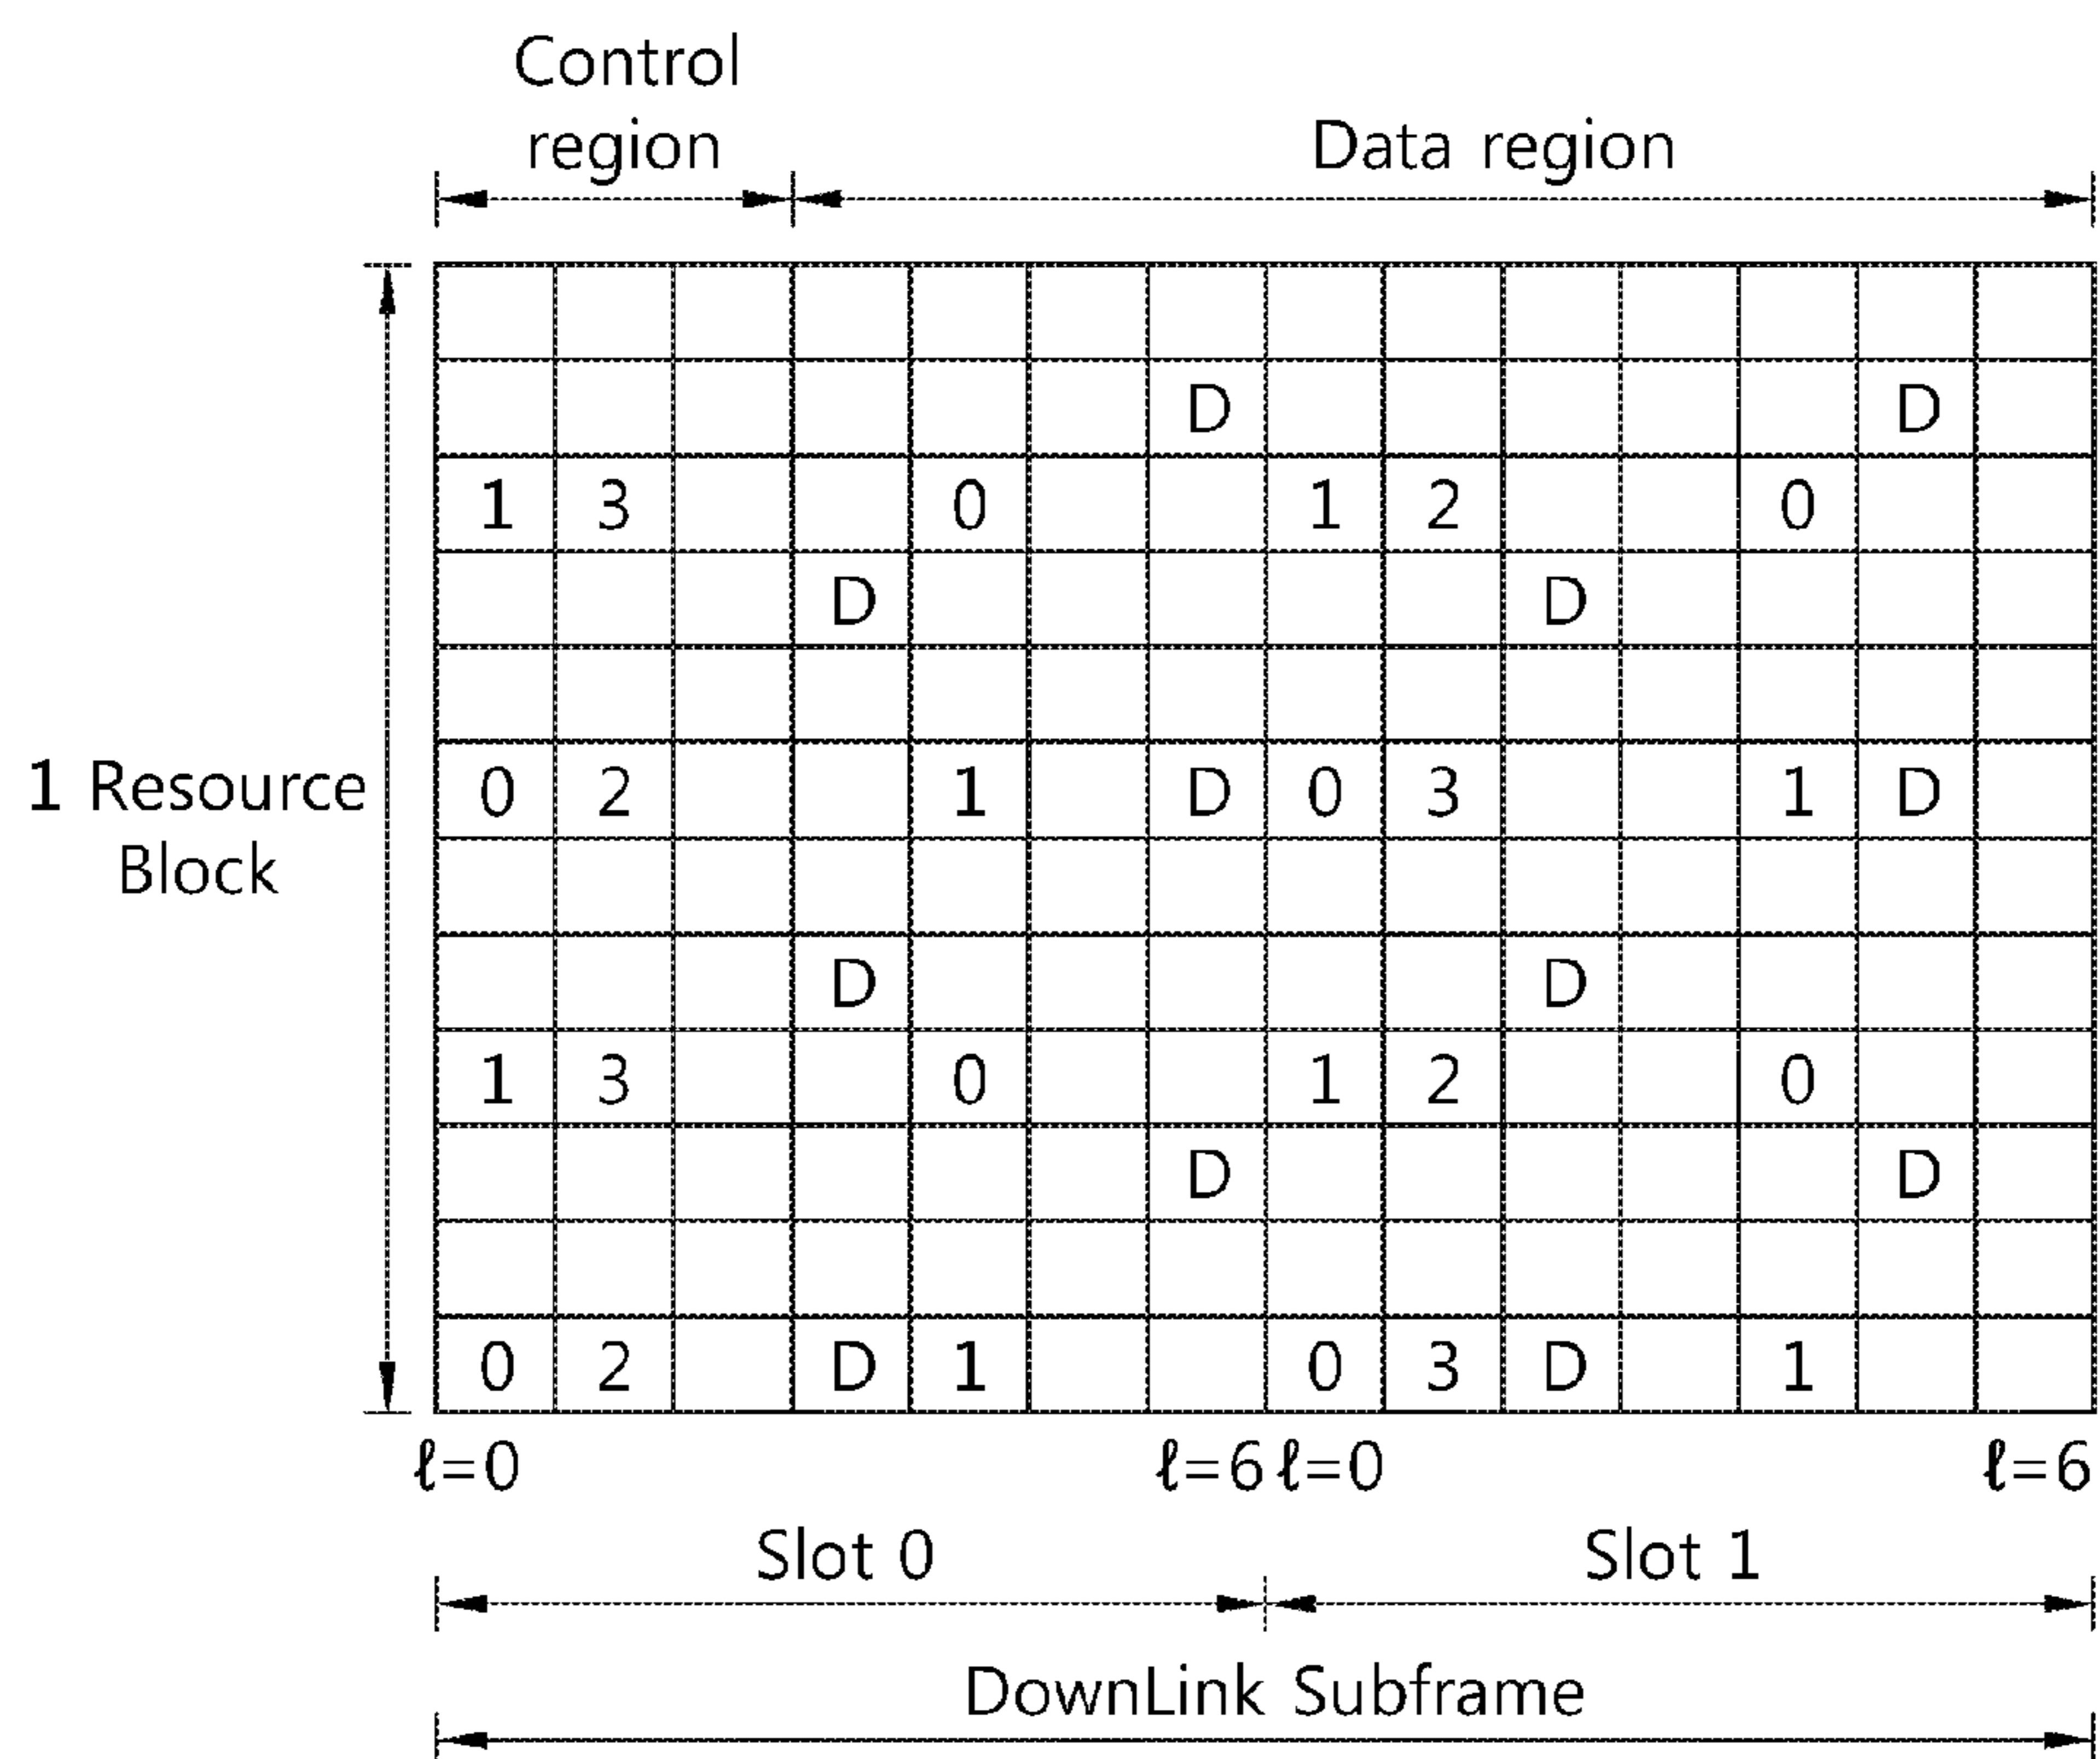 Control
region
Data region
D D
1 3 0 1 2 0
D D
1 Resource
Block
0 2 1 D 0 3 1 D
D D
1 3 0 1 2 0
D D
0 2 D 1 0 3 D 1
ℓ=0 ℓ=6 ℓ=0 ℓ=6
Slot 0 Slot 1
DownLink Subframe